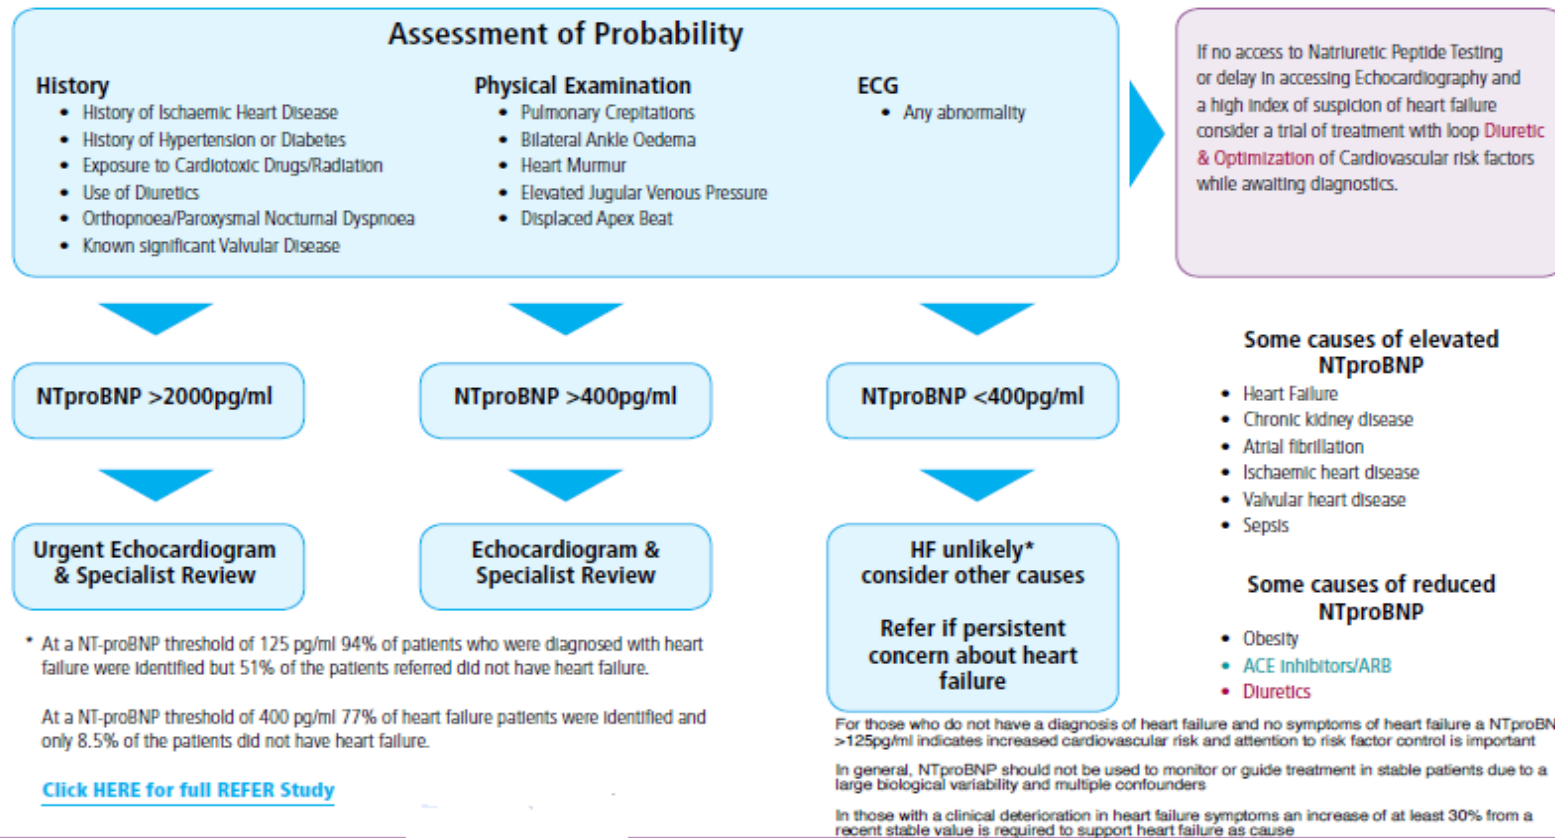 Assessment of Probability
History
• History of Ischaemic Heart Disease
• History of Hypertension or Diabetes
• Exposure to Cardiotoxic Drugs/Radiation
• Use of Diuretics
• Orthopnoea/Paroxysmal Nocturnal Dyspnoea
• Known significant Valvular Disease
Physical Examination
• Pulmonary Crepitations
• Bilateral Ankle Oedema
• Heart Murmur
• Elevated Jugular Venous Pressure
• Displaced Apex Beat
ECG
• Any abnormality
If no access to Natriuretic Peptide Testing
or delay in accessing Echocardiography and
a high index of suspicion of heart failure
consider a trial of treatment with loop Diuretic
& Optimization of Cardiovascular risk factors
while awaiting diagnostics.
NTproBNP >2000pg/ml
NTproBNP >400pg/ml
NTproBNP <400pg/ml
Urgent Echocardiogram
& Specialist Review
Echocardiogram &
Specialist Review
HF unlikely*
consider other causes
Refer if persistent
concern about heart
failure
Some causes of elevated
NTproBNP
• Heart Failure
• Chronic kidney disease
• Atrial fibrillation
• Ischaemic heart disease
• Valvular heart disease
• Sepsis
Some causes of reduced
NTproBNP
• Obesity
• ACE inhibitors/ARB
• Diuretics
* At a NT-proBNP threshold of 125 pg/ml 94% of patients who were diagnosed with heart
failure were identified but 51% of the patients referred did not have heart failure.
At a NT-proBNP threshold of 400 pg/ml 77% of heart failure patients were identified and
only 8.5% of the patients did not have heart failure.
Click HERE for full REFER Study
For those who do not have a diagnosis of heart failure and no symptoms of heart failure a NTproBN
>125pg/ml indicates increased cardiovascular risk and attention to risk factor control is important
In general, NTproBNP should not be used to monitor or guide treatment in stable patients due to a
large biological variability and multiple confounders
In those with a clinical deterioration in heart failure symptoms an increase of at least 30% from a
recent stable value is required to support heart failure as cause